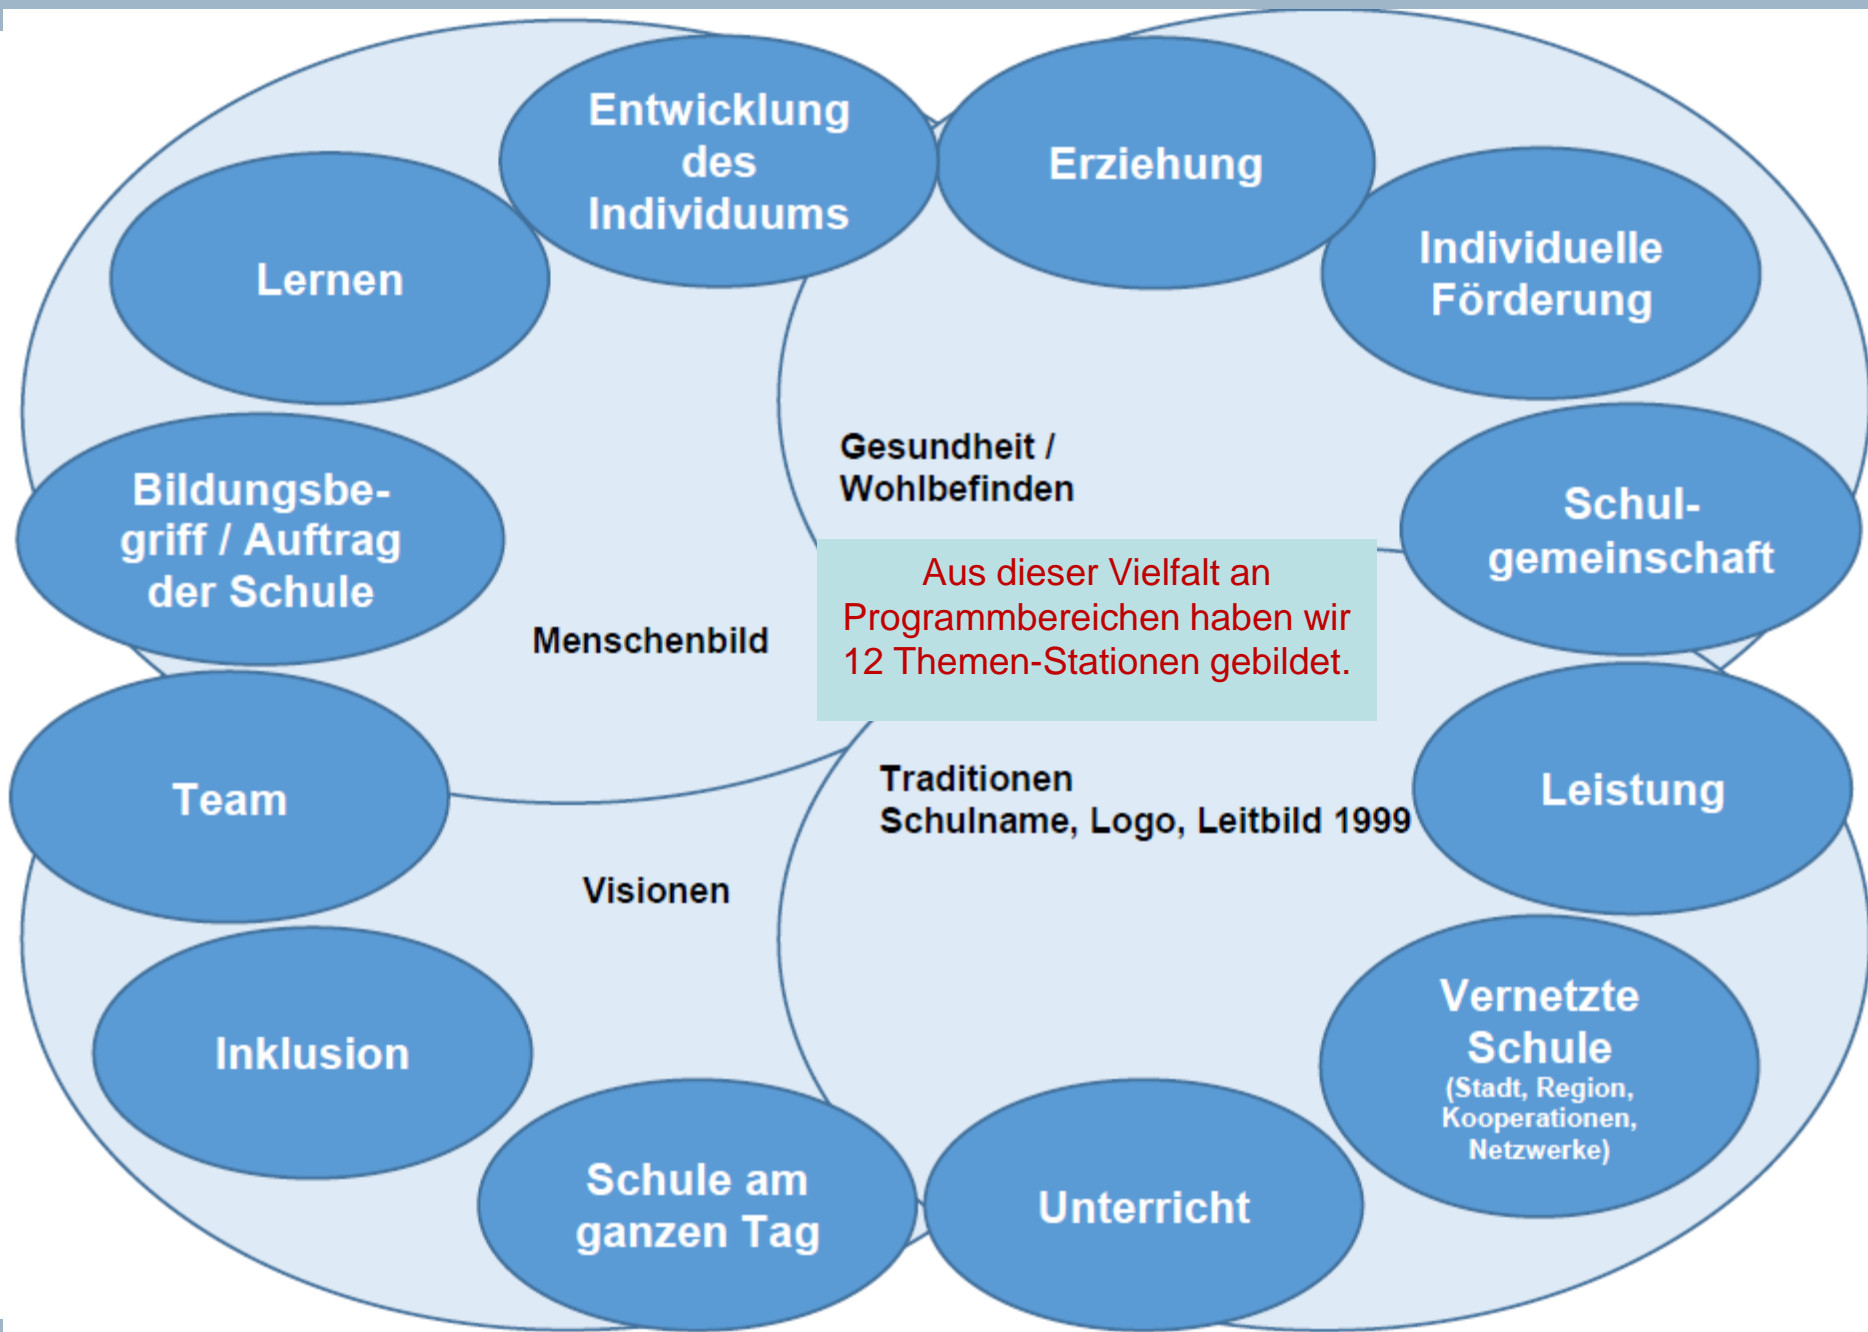 Entwicklung
des
Individuums
Erziehung
Individuelle
Förderung
Lernen
Bildungsbe-
griff / Auftrag
der Schule
Gesundheit /
Wohlbefinden
Schul-
gemeinschaft
Menschenbild
Aus dieser Vielfalt an
Programmbereichen haben wir
12 Themen-Stationen gebildet.
Team
Traditionen
Schulname, Logo, Leitbild 1999
Leistung
Visionen
Inklusion
Vernetzte
Schule
(Stadt, Region,
Kooperationen,
Netzwerke)
Schule am
ganzen Tag
Unterricht